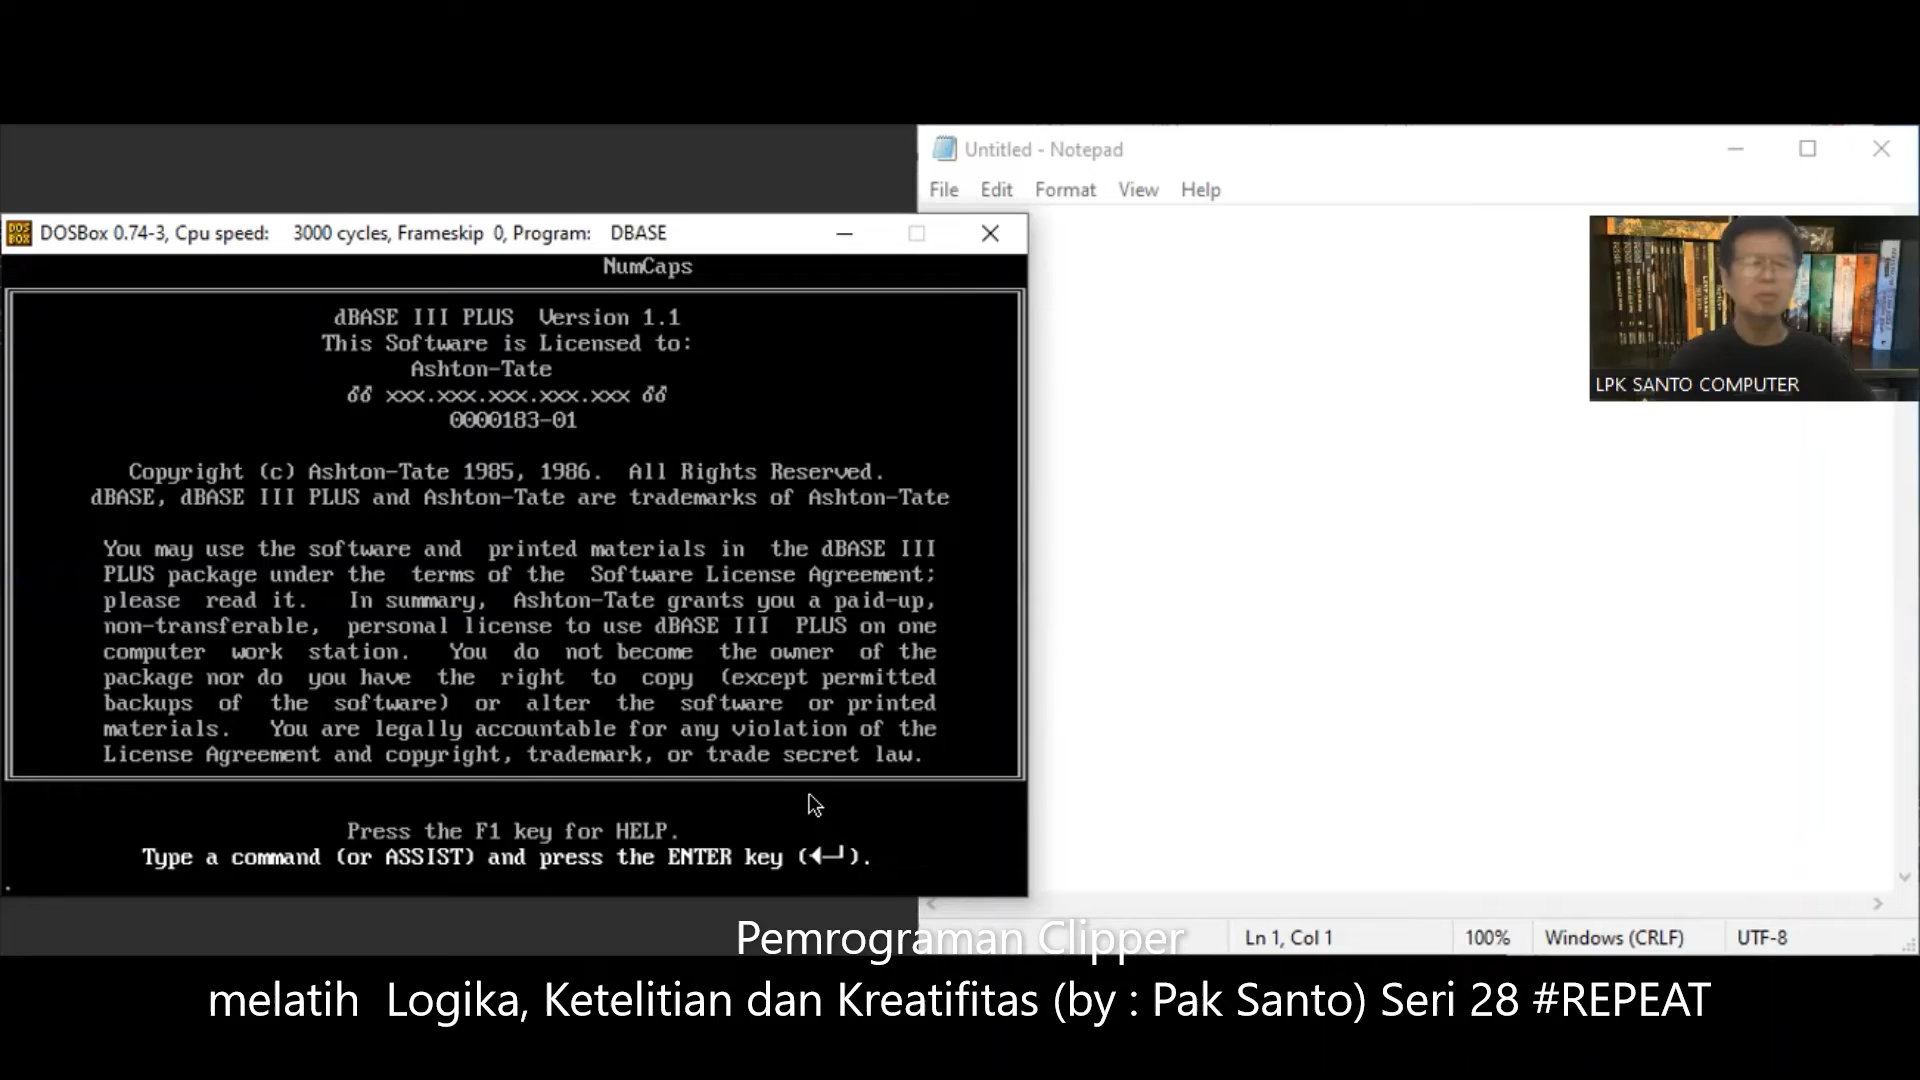 Untitled - Notepad
File Edit Format View Help
DOSBox 0.74-3, Cpu speed: 3000 cycles, Frameskip 0, Program: DBASE
NumCaps
dBASE III PLUS Version 1.1
This Software is Licensed to:
Ashton-Tate
xxx.xxx.xxx.xxx.xxx
0000183-01
Copyright (c) Ashton-Tate 1985, 1986. All Rights Reserved.
dBASE, dBASE III PLUS and Ashton-Tate are trademarks of Ashton-Tate
You may use the software and printed materials in the dBASE III
PLUS package under the terms of the Software License Agreement;
please read it. In summary, Ashton-Tate grants you a paid-up,
non-transferable, personal license to use dBASE III PLUS on one
computer work station. You do not become the owner of the
package nor do you have the right to copy (except permitted
backups of the software) or alter the software or printed
materials. You are legally accountable for any violation of the
License Agreement and copyright, trademark, or trade secret law.
Press the F1 key for HELP.
Type a command (or ASSIST) and press the ENTER key (◄┘).
.
LPK SANTO COMPUTER
Ln 1, Col 1 100% Windows (CRLF) UTF-8
Pemrograman Clipper
melatih Logika, Ketelitian dan Kreatifitas (by : Pak Santo) Seri 28 #REPEAT